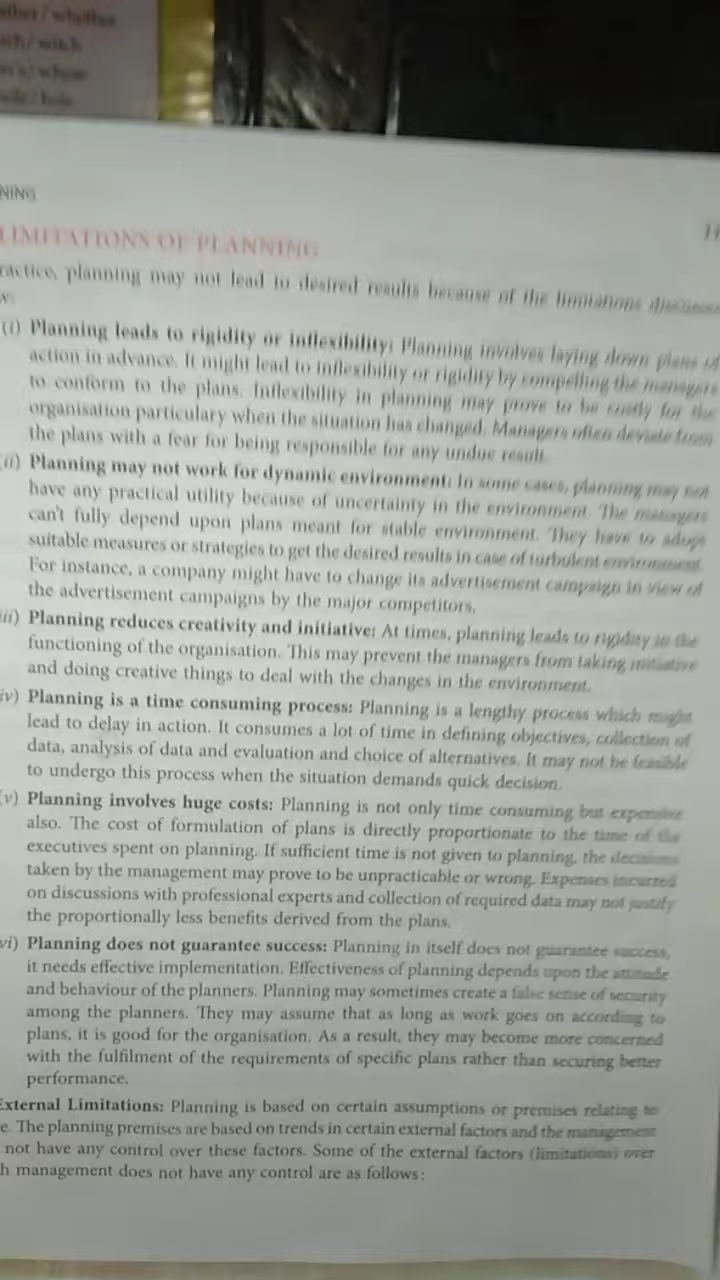 whether
witch
NING
LIMITATIONS OF PLANNING
practice, planning may not lead to desired results because of the limitations
(i) Planning leads to rigidity or inflexibility: Planning involves laying down plans of
action in advance. It might lead to inflexibility or rigidity by compelling the managers
to conform to the plans. Inflexibility in planning may prove to be costly for the
organisation particulary when the situation has changed. Managers often deviate from
the plans with a fear for being responsible for any undue result.
(ii) Planning may not work for dynamic environment: In some cases, planning may not
have any practical utility because of uncertainty in the environment. The managers
can't fully depend upon plans meant for stable environment. They have to adopt
suitable measures or strategies to get the desired results in case of turbulent environment.
For instance, a company might have to change its advertisement campaign in view of
the advertisement campaigns by the major competitors.
iii) Planning reduces creativity and initiative: At times, planning leads to rigidity in the
functioning of the organisation. This may prevent the managers from taking initiative
and doing creative things to deal with the changes in the environment.
iv) Planning is a time consuming process: Planning is a lengthy process which might
lead to delay in action. It consumes a lot of time in defining objectives, collection of
data, analysis of data and evaluation and choice of alternatives. It may not be feasible
to undergo this process when the situation demands quick decision.
(v) Planning involves huge costs: Planning is not only time consuming but expensive
also. The cost of formulation of plans is directly proportionate to the time of the
executives spent on planning. If sufficient time is not given to planning, the decisions
taken by the management may prove to be unpracticable or wrong. Expenses incurred
on discussions with professional experts and collection of required data may not justify
the proportionally less benefits derived from the plans.
vi) Planning does not guarantee success: Planning in itself does not guarantee success,
it needs effective implementation. Effectiveness of planning depends upon the attitude
and behaviour of the planners. Planning may sometimes create a false sense of security
among the planners. They may assume that as long as work goes on according to
plans, it is good for the organisation. As a result, they may become more concerned
with the fulfilment of the requirements of specific plans rather than securing better
performance.
External Limitations: Planning is based on certain assumptions or premises relating to
e. The planning premises are based on trends in certain external factors and the management
not have any control over these factors. Some of the external factors (limitations) over
h management does not have any control are as follows: